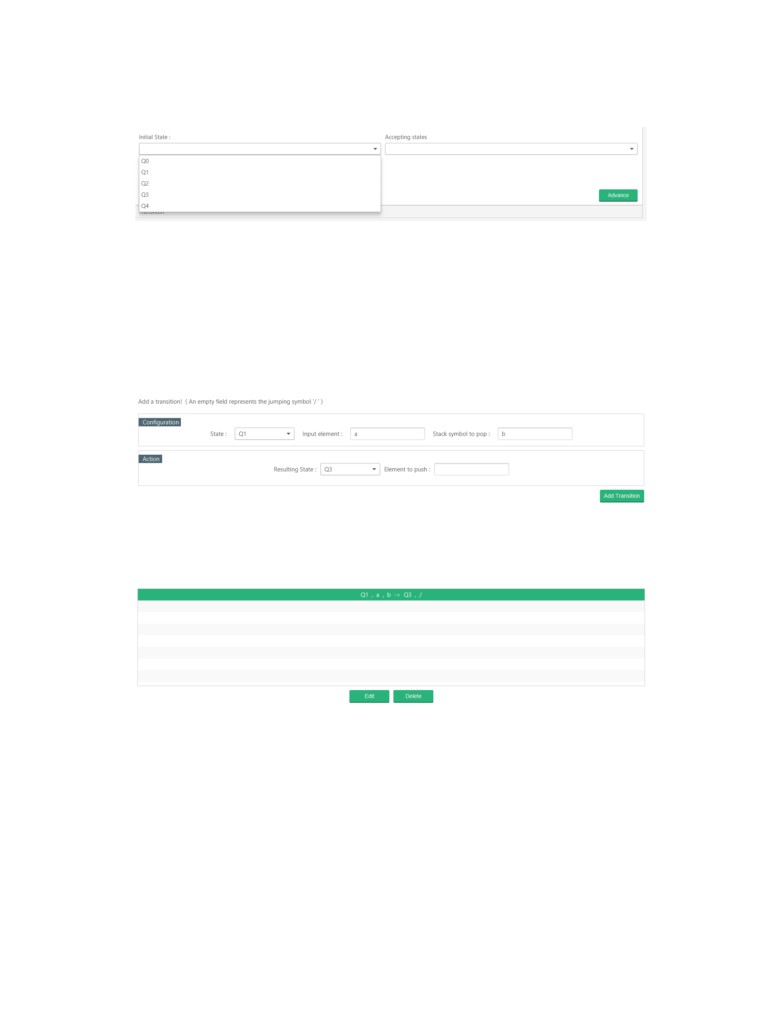 Initial State : Accepting states
Q0
Q1
Q2
Q3
Advance
Q4
Add a transition! ( An empty field represents the jumping symbol '/ ' )
Configuration
State : Q1 Input element : a Stack symbol to pop : b
Action
Resulting State : Q3 Element to push :
Add Transition
Q1 , a , b -> Q3 , /
Edit Delete